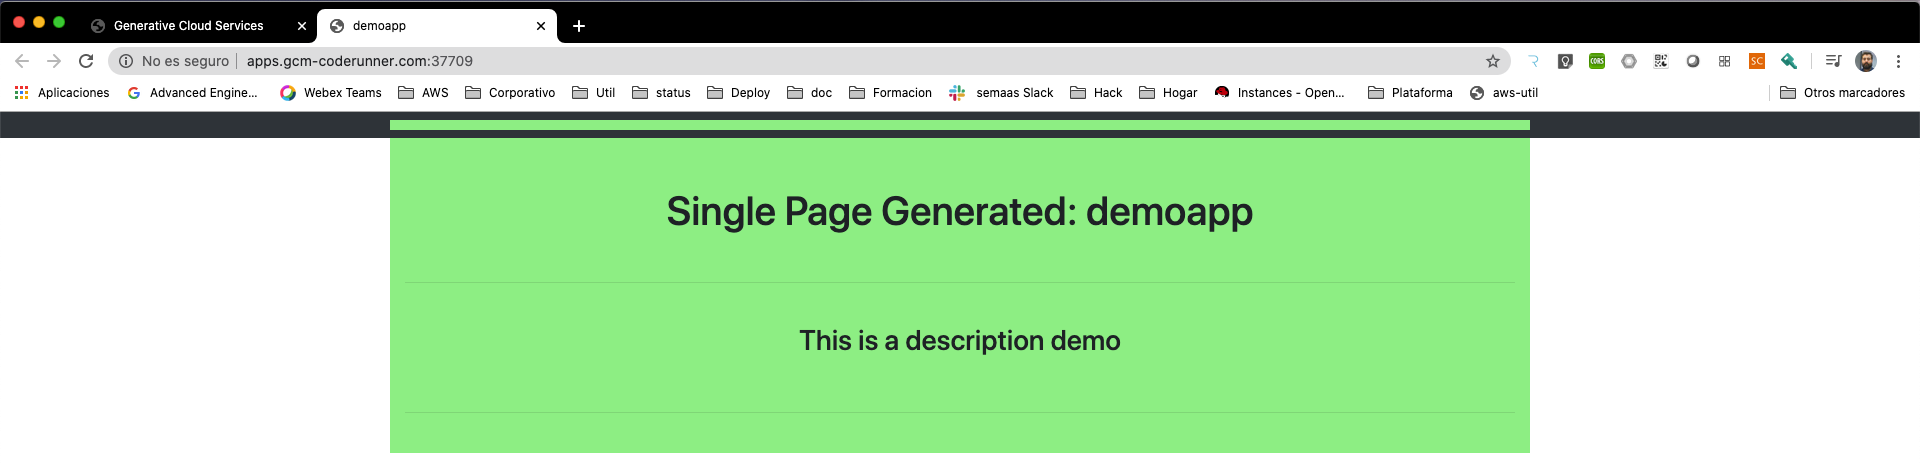 Generative Cloud Services
demoapp
No es seguro apps.gcm-coderunner.com:37709
CORS
SC
Aplicaciones Advanced Engine... Webex Teams AWS Corporativo Util status Deploy doc Formacion semaas Slack Hack Hogar Instances - Open... Plataforma aws-util Otros marcadores
Single Page Generated: demoapp
This is a description demo